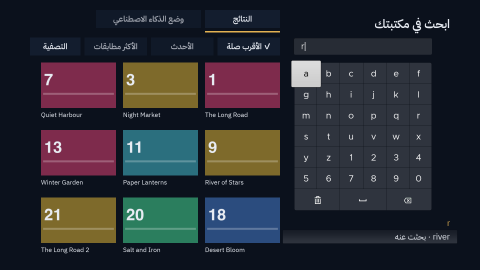 ابحث في مكتبتك
r
a b c d e f
g h i j k l
m n o p q r
s t u v w x
y z 1 2 3 4
5 6 7 8 9 0
r
river · بحثت عنه
النتائج
وضع الذكاء الاصطناعي
✓ الأقرب صلة
الأحدث
الأكثر مطابقات
التصفية
1
The Long Road
3
Night Market
7
Quiet Harbour
9
River of Stars
11
Paper Lanterns
13
Winter Garden
18
Desert Bloom
20
Salt and Iron
21
The Long Road 2